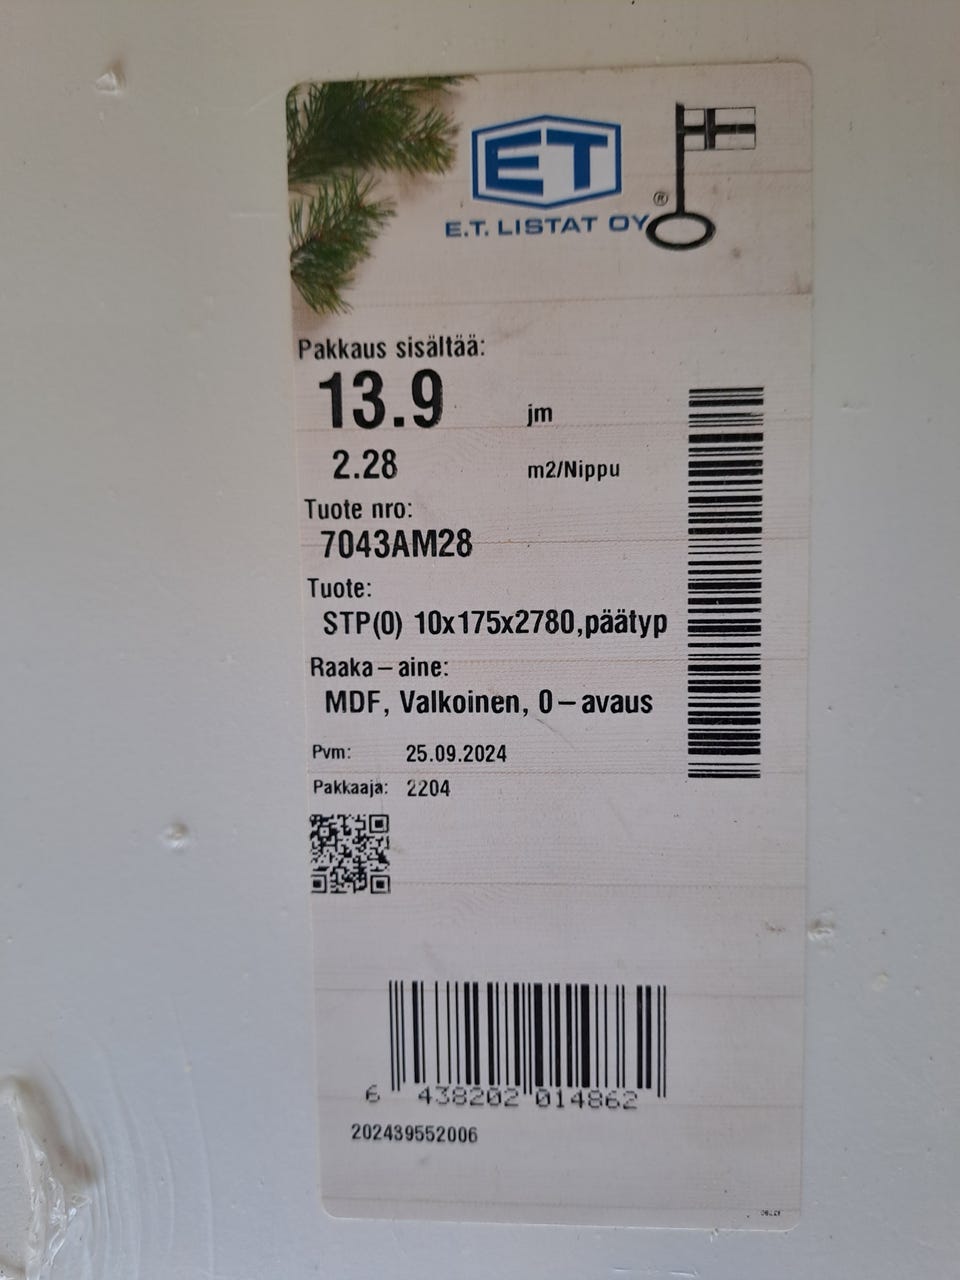 ET
E.T. LISTAT OY
®
Pakkaus sisältää:
13.9 jm
2.28 m2/Nippu
Tuote nro:
7043AM28
Tuote:
STP(0) 10x175x2780,päätyp
Raaka-aine:
MDF, Valkoinen, 0-avaus
Pvm: 25.09.2024
Pakkaaja: 2204
6 438202 014862
202439552006